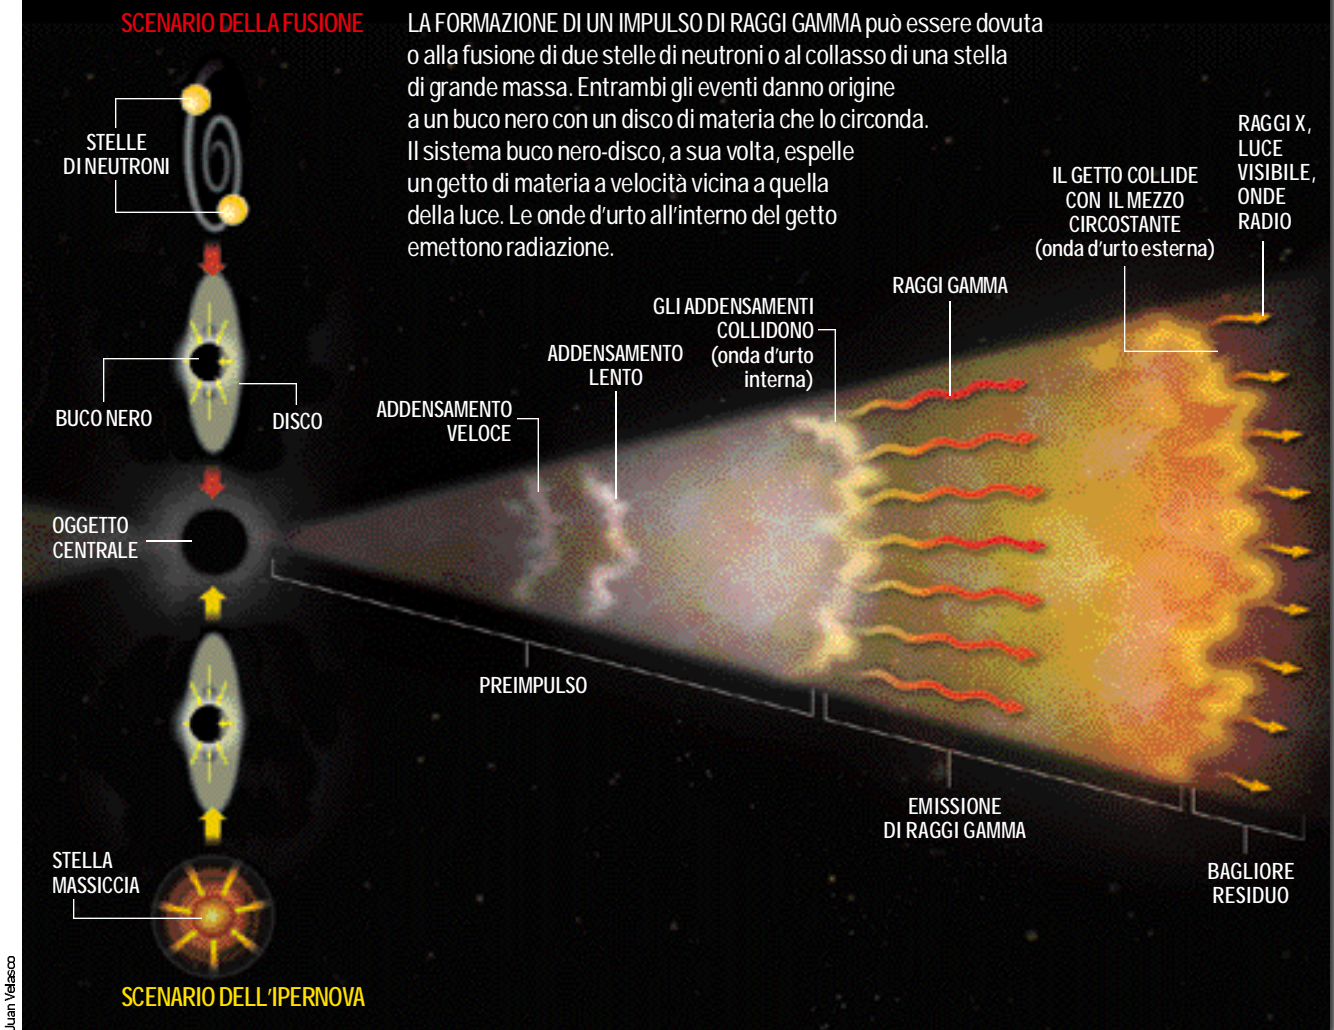 SCENARIO DELLA FUSIONE
LA FORMAZIONE DI UN IMPULSO DI RAGGI GAMMA può essere dovuta
o alla fusione di due stelle di neutroni o al collasso di una stella
di grande massa. Entrambi gli eventi danno origine
a un buco nero con un disco di materia che lo circonda.
Il sistema buco nero-disco, a sua volta, espelle
un getto di materia a velocità vicina a quella
della luce. Le onde d'urto all'interno del getto
emettono radiazione.
STELLE
DI NEUTRONI
BUCO NERO
DISCO
OGGETTO
CENTRALE
ADDENSAMENTO
VELOCE
ADDENSAMENTO
LENTO
GLI ADDENSAMENTI
COLLIDONO
(onda d'urto
interna)
RAGGI GAMMA
IL GETTO COLLIDE
CON IL MEZZO
CIRCOSTANTE
(onda d'urto esterna)
RAGGI X,
LUCE
VISIBILE,
ONDE
RADIO
PREIMPULSO
EMISSIONE
DI RAGGI GAMMA
BAGLIORE
RESIDUO
STELLA
MASSICCIA
SCENARIO DELL'IPERNOVA
Juan Velasco